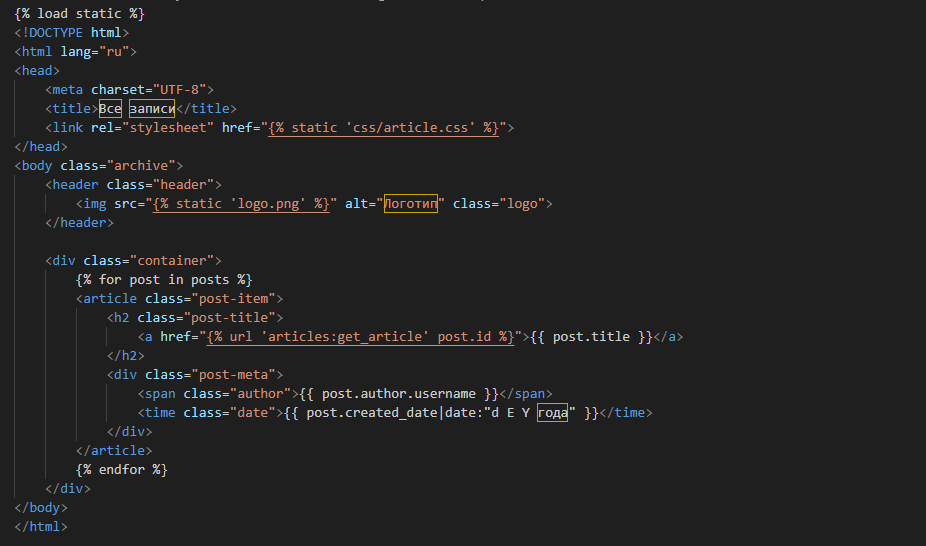 {% load static %}
<!DOCTYPE html>
<html lang="ru">
<head>
    <meta charset="UTF-8">
    <title>Все записи</title>
    <link rel="stylesheet" href="{% static 'css/article.css' %}">
</head>
<body class="archive">
    <header class="header">
        <img src="{% static 'logo.png' %}" alt="Логотип" class="logo">
    </header>

    <div class="container">
        {% for post in posts %}
        <article class="post-item">
            <h2 class="post-title">
                <a href="{% url 'articles:get_article' post.id %}">{{ post.title }}</a>
            </h2>
            <div class="post-meta">
                <span class="author">{{ post.author.username }}</span>
                <time class="date">{{ post.created_date|date:"d E Y года" }}</time>
            </div>
        </article>
        {% endfor %}
    </div>
</body>
</html>